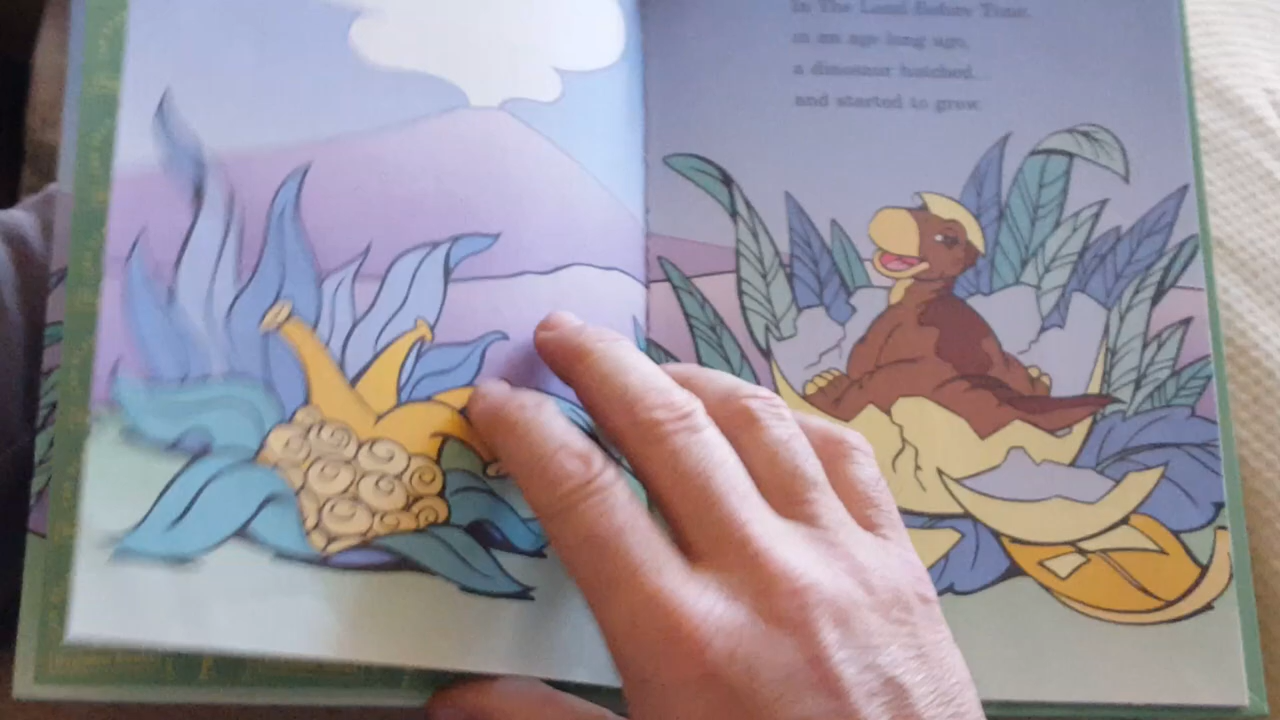 in The Land Before Time,
in an age long ago,
a dinosaur hatched...
and started to grow.